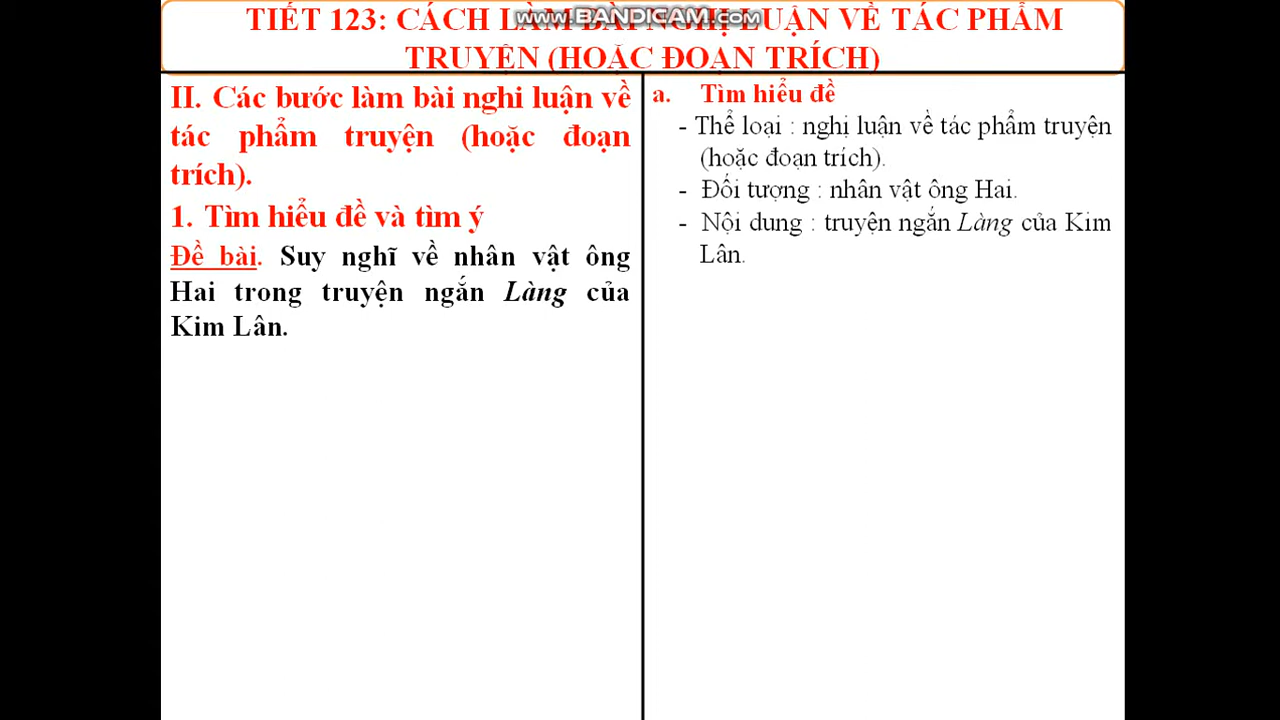 TIẾT 123: CÁCH LÀM BÀI NGHỊ LUẬN VỀ TÁC PHẨM
www.BANDICAM.com
TRUYỆN (HOẶC ĐOẠN TRÍCH)
II. Các bước làm bài nghi luận về
tác phẩm truyện (hoặc đoạn
trích).
1. Tìm hiểu đề và tìm ý
Đề bài. Suy nghĩ về nhân vật ông
Hai trong truyện ngắn Làng của
Kim Lân.
a. Tìm hiểu đề
- Thể loại : nghị luận về tác phẩm truyện
(hoặc đoạn trích).
- Đối tượng : nhân vật ông Hai.
- Nội dung : truyện ngắn Làng của Kim
Lân.